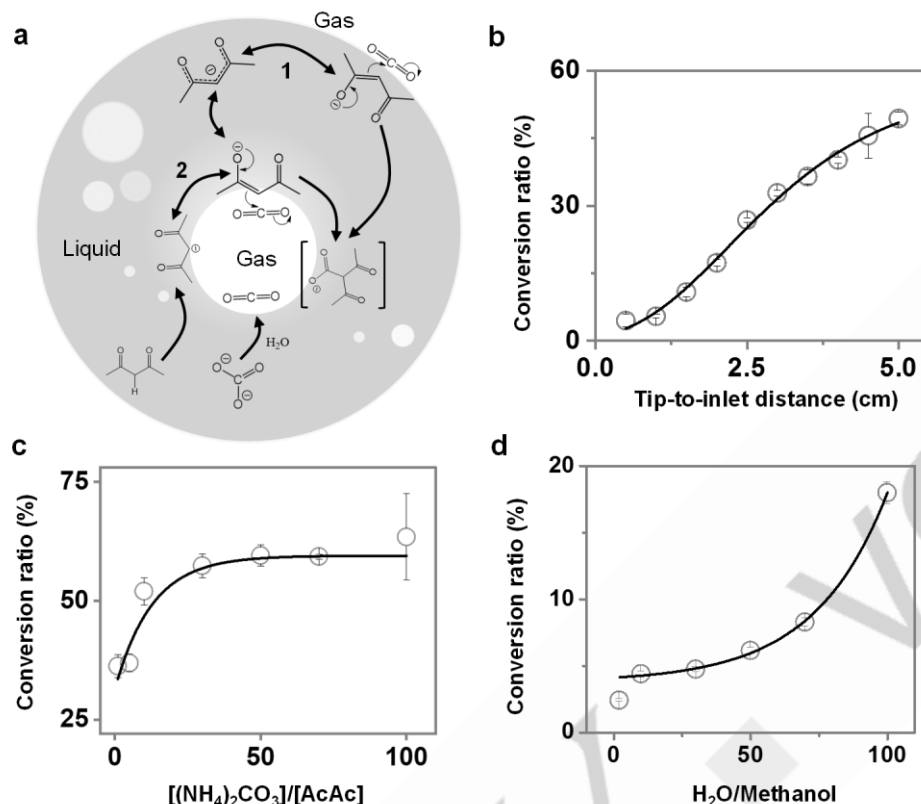 a
Gas
O
O
C
O
O
O
⊖
1
O
⊖
O
O
⊖
O
2
O
⊖
O
O=C=O
Liquid
Gas
O
O
O
⊖
O
O=C=O
H₂O
O
O
H
⊖
O
O
O
⊖
b
Conversion ratio (%)
60
30
0
0.0
2.5
5.0
Tip-to-inlet distance (cm)
c
Conversion ratio (%)
75
50
25
0
50
100
[(NH₄)₂CO₃]/[AcAc]
d
Conversion ratio (%)
20
10
0
0
50
100
H₂O/Methanol